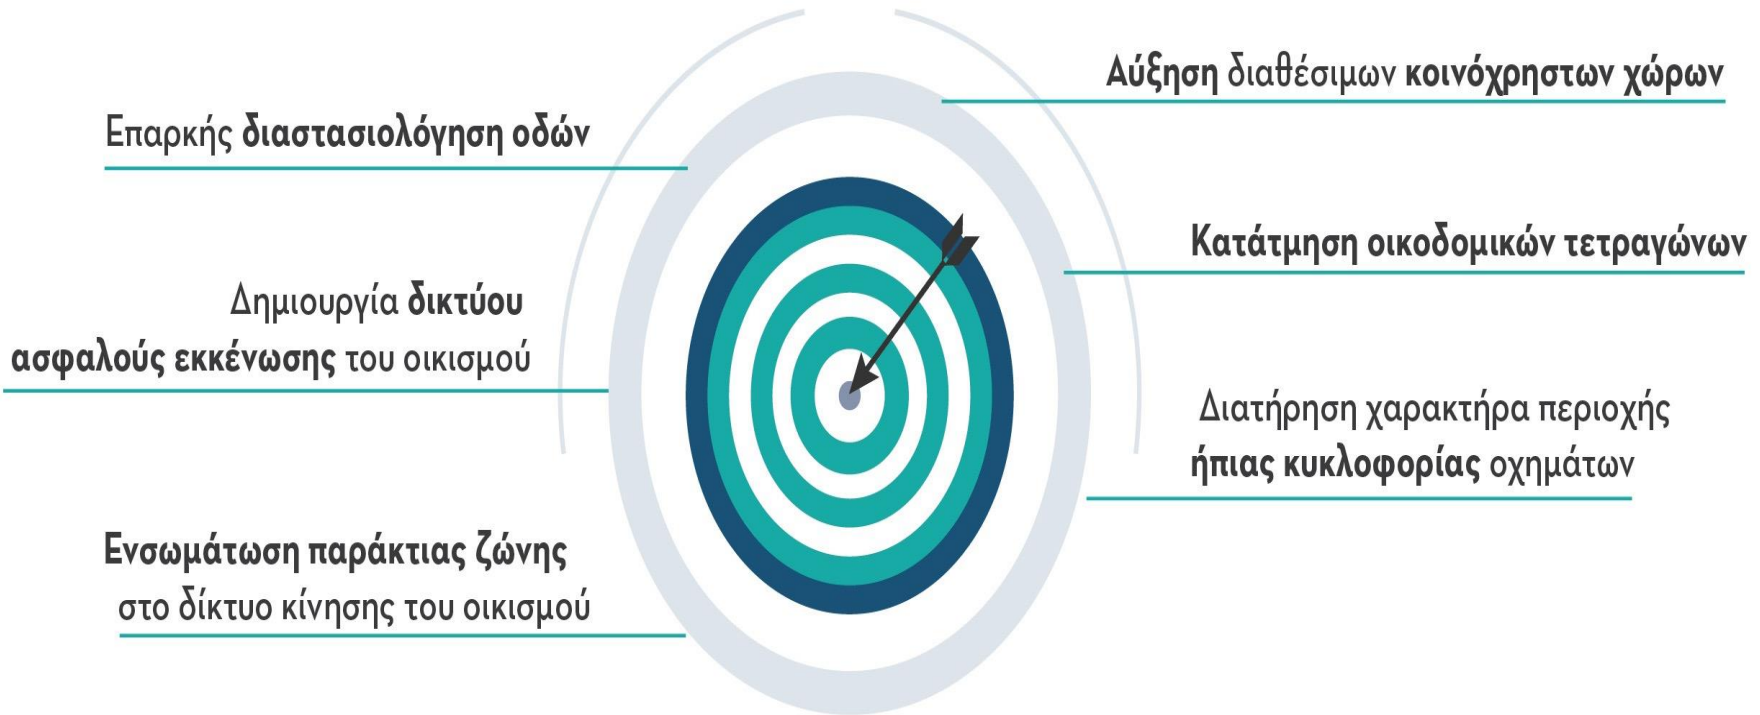 Επαρκής διαστασιολόγηση οδών
Δημιουργία δικτύου
ασφαλούς εκκένωσης του οικισμού
Ενσωμάτωση παράκτιας ζώνης
στο δίκτυο κίνησης του οικισμού
Αύξηση διαθέσιμων κοινόχρηστων χώρων
Κατάτμηση οικοδομικών τετραγώνων
Διατήρηση χαρακτήρα περιοχής
ήπιας κυκλοφορίας οχημάτων